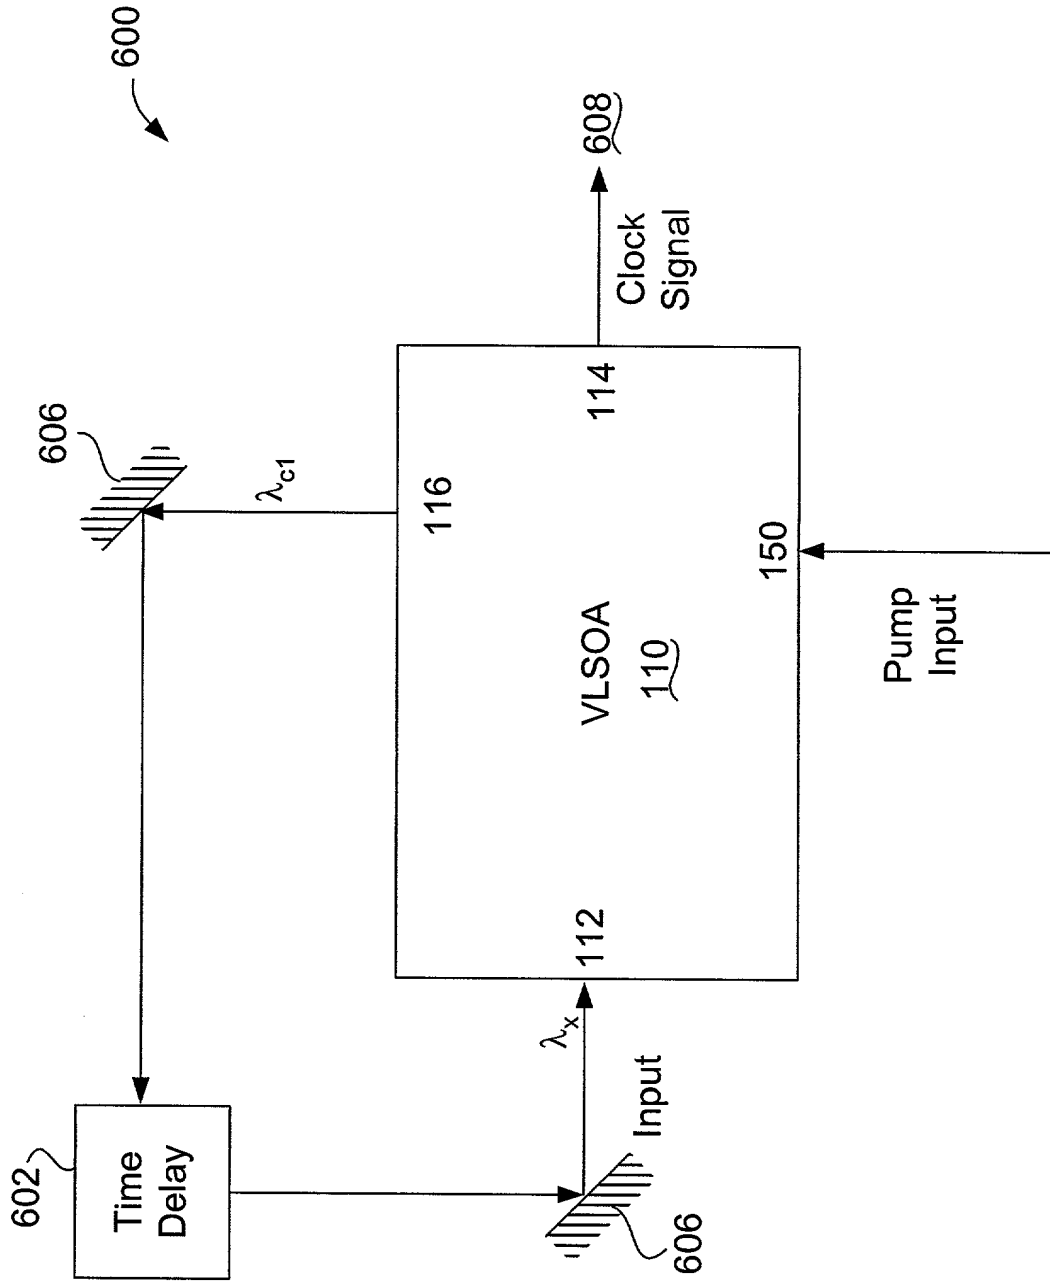 600
606
602
Time
Delay
λc1
116
VLSOA
110
112
114
150
λx
Input
606
Clock
Signal
608
Pump
Input